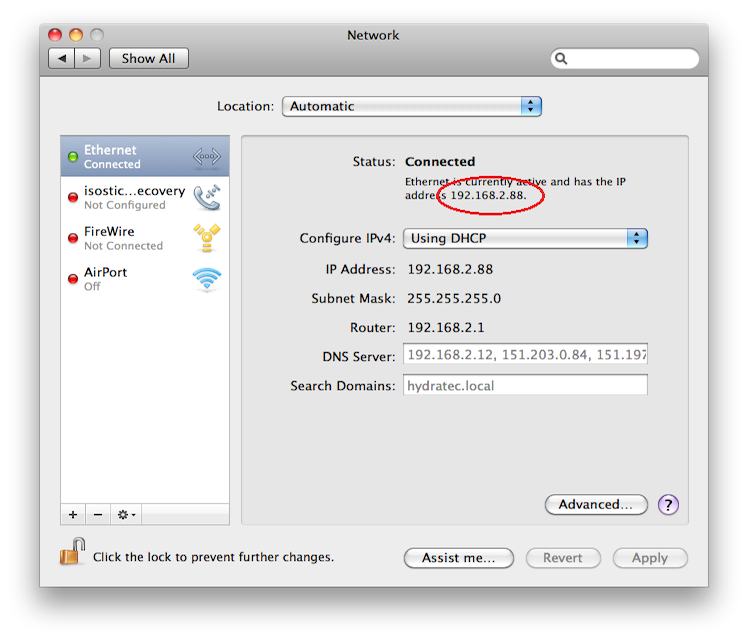 Network
Show All
Location: Automatic
Ethernet
Connected
isostic...ecovery
Not Configured
FireWire
Not Connected
AirPort
Off
Status: Connected
Ethernet is currently active and has the IP
address 192.168.2.88.
Configure IPv4: Using DHCP
IP Address: 192.168.2.88
Subnet Mask: 255.255.255.0
Router: 192.168.2.1
DNS Server: 192.168.2.12, 151.203.0.84, 151.197
Search Domains: hydratec.local
Advanced... ?
Click the lock to prevent further changes.
Assist me... Revert Apply